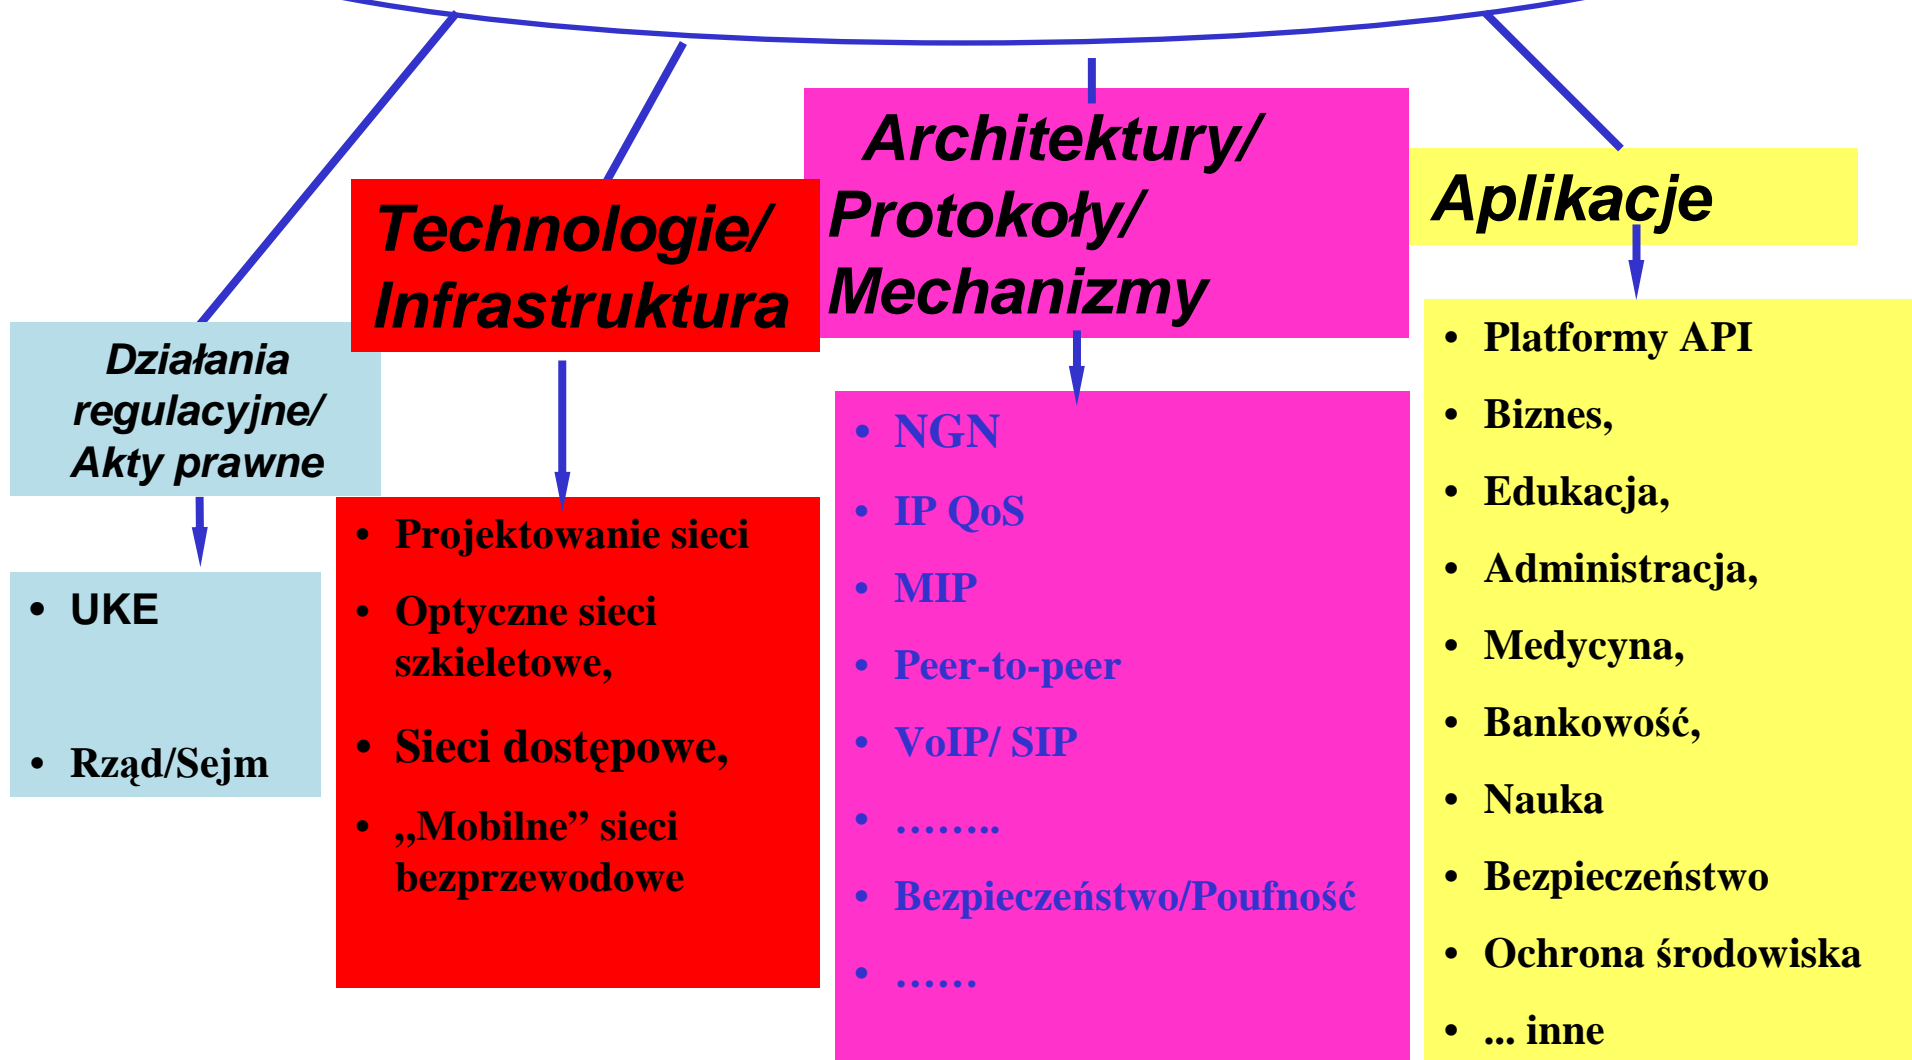 Działania
regulacyjne/
Akty prawne
• UKE
• Rząd/Sejm
Technologie/
Infrastruktura
• Projektowanie sieci
• Optyczne sieci
szkieletowe,
• Sieci dostępowe,
• „Mobilne” sieci
bezprzewodowe
Architektury/
Protokoły/
Mechanizmy
• NGN
• IP QoS
• MIP
• Peer-to-peer
• VoIP/ SIP
• ……..
• Bezpieczeństwo/Poufność
• ……
Aplikacje
• Platformy API
• Biznes,
• Edukacja,
• Administracja,
• Medycyna,
• Bankowość,
• Nauka
• Bezpieczeństwo
• Ochrona środowiska
• ... inne